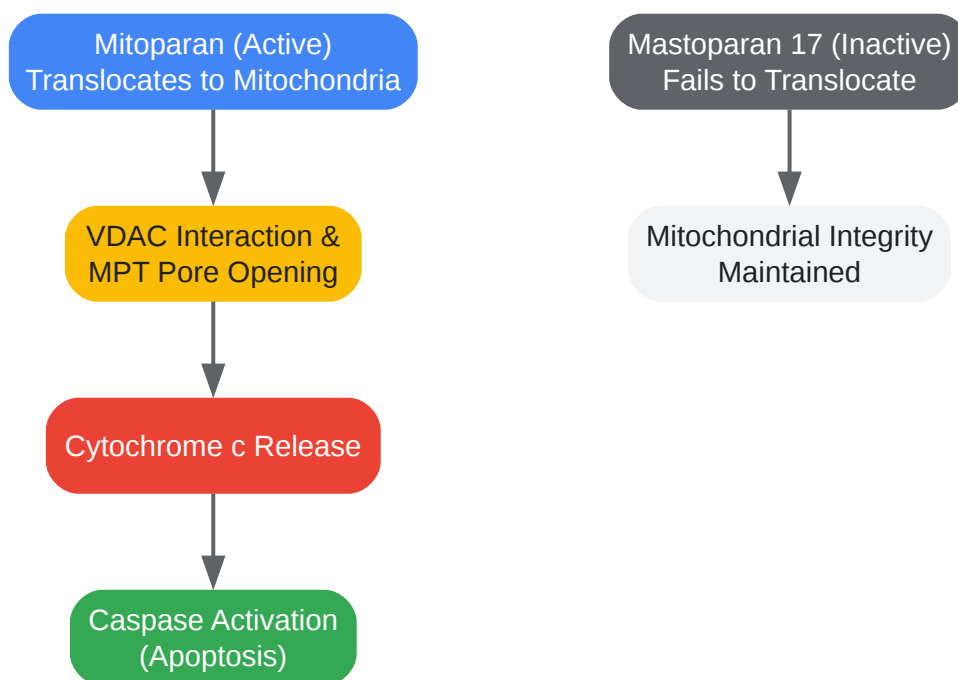 Mitoparan (Active)
Translocates to Mitochondria
VDAC Interaction &
MPT Pore Opening
Cytochrome c Release
Caspase Activation
(Apoptosis)
Mastoparan 17 (Inactive)
Fails to Translocate
Mitochondrial Integrity
Maintained